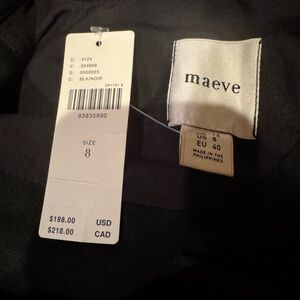 C: 4124
V: 004869
S: 0000025
C: BLK/NOIR
93835890
SIZE
8
$188.00 USD
$218.00 CAD
maeve
US 8
EU 40
MADE IN THE
PHILIPPINES